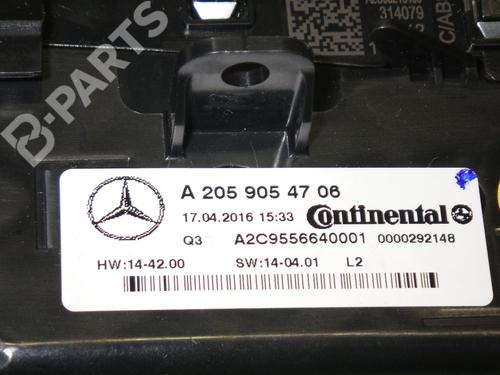 314079
C/AB
B-PARTS
A 205 905 47 06
17.04.2016 15:33 Continental
Q3 A2C9556640001 0000292148
HW:14-42.00 SW:14-04.01 L2